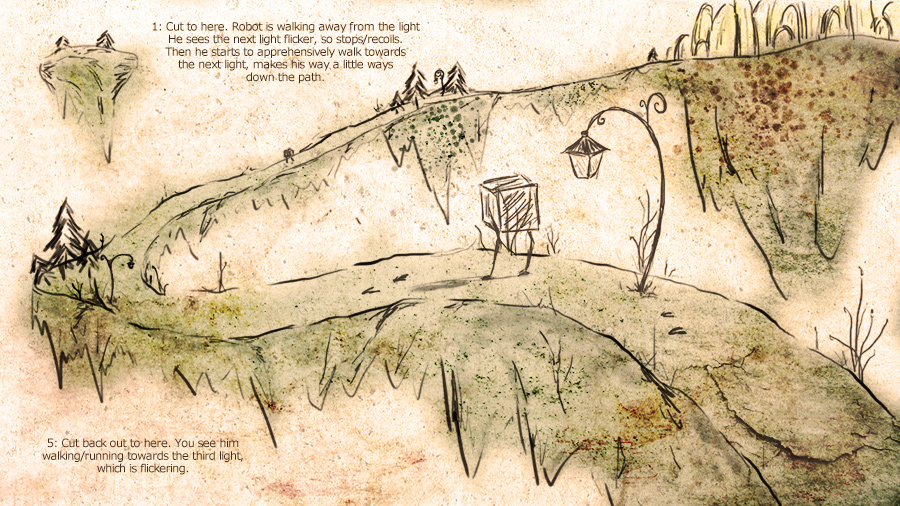 1: Cut to here. Robot is walking away from the light
He sees the next light flicker, so stops/recoils.
Then he starts to apprehensively walk towards
the next light, makes his way a little ways
down the path.
5: Cut back out to here. You see him
walking/running towards the third light,
which is flickering.